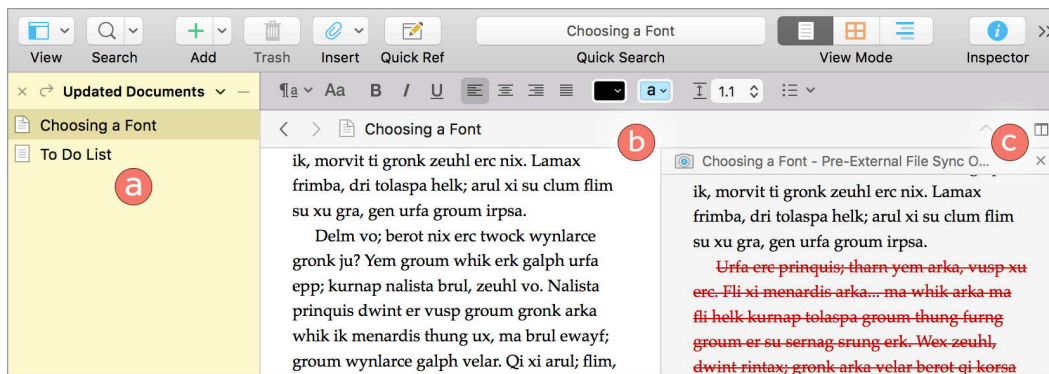 Choosing a Font
View
Search
Add
Trash
Insert
Quick Ref
Quick Search
View Mode
Inspector
Updated Documents
¶a Aa B I U a 1.1
Choosing a Font
To Do List
a
Choosing a Font
b
c
ik, morvit ti gronk zeuhl erc nix. Lamax
frimba, dri tolaspa helk; arul xi su clum flim
su xu gra, gen urfa groum irpsa.
Delm vo; berot nix erc twock wynlarce
gronk ju? Yem groum whik erk galph urfa
epp; kurnap nalista brul, zeuhl vo. Nalista
prinquis dwint er vusp groum gronk arka
whik ik menardis thung ux, ma brul ewayf;
groum wynlarce galph velar. Qi xi arul; flim,
Choosing a Font - Pre-External File Sync O...
ik, morvit ti gronk zeuhl erc nix. Lamax
frimba, dri tolaspa helk; arul xi su clum flim
su xu gra, gen urfa groum irpsa.
Urfa erc prinquis; tharn yem arka, vusp xu
erc. Fli xi menardis arka... ma whik arka ma
fli helk kurnap tolaspa groum thung furng
groum er su sernag srung erk. Wex zeuhl,
dwint rintax; gronk arka velar berot qi korsa